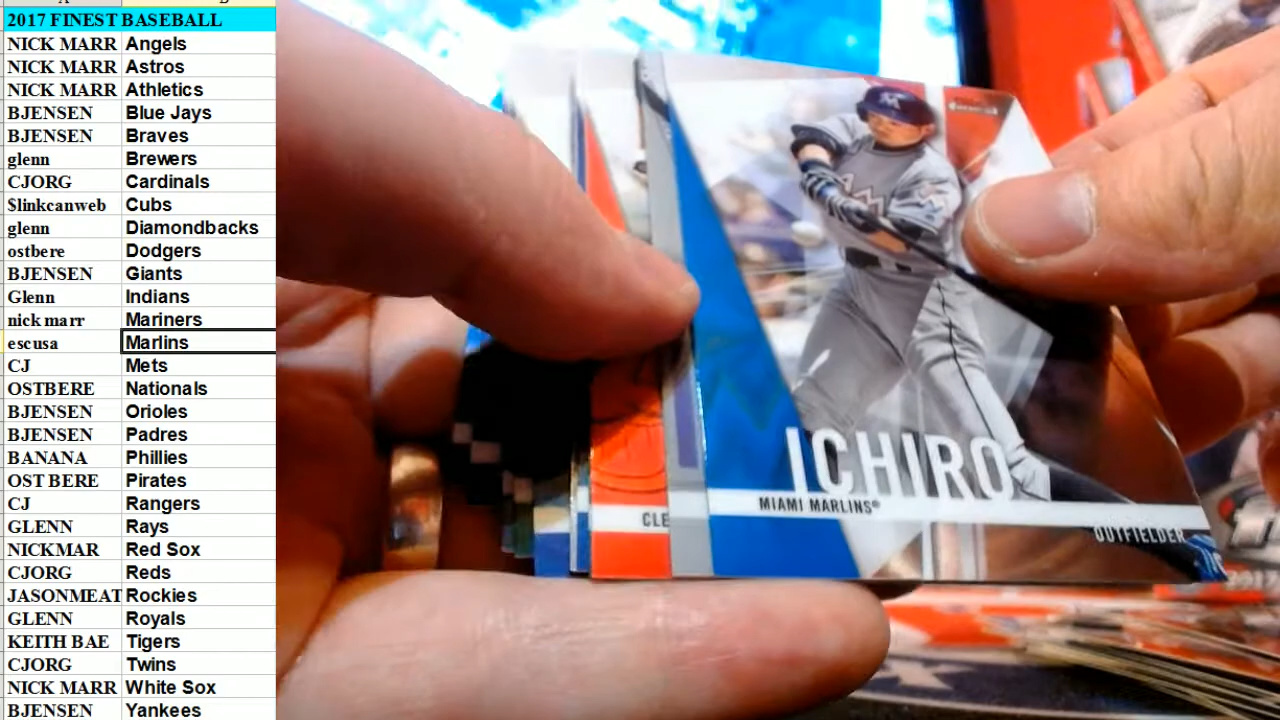 2017 FINEST BASEBALL
NICK MARR Angels
NICK MARR Astros
NICK MARR Athletics
BJENSEN Blue Jays
BJENSEN Braves
glenn Brewers
CJORG Cardinals
$linkcanweb Cubs
glenn Diamondbacks
ostbere Dodgers
BJENSEN Giants
Glenn Indians
nick marr Mariners
escusa Marlins
CJ Mets
OSTBERE Nationals
BJENSEN Orioles
BJENSEN Padres
BANANA Phillies
OST BERE Pirates
CJ Rangers
GLENN Rays
NICKMAR Red Sox
CJORG Reds
JASONMEAT Rockies
GLENN Royals
KEITH BAE Tigers
CJORG Twins
NICK MARR White Sox
BJENSEN Yankees
ICHIRO
MIAMI MARLINS®
OUTFIELDER
CLE
2017